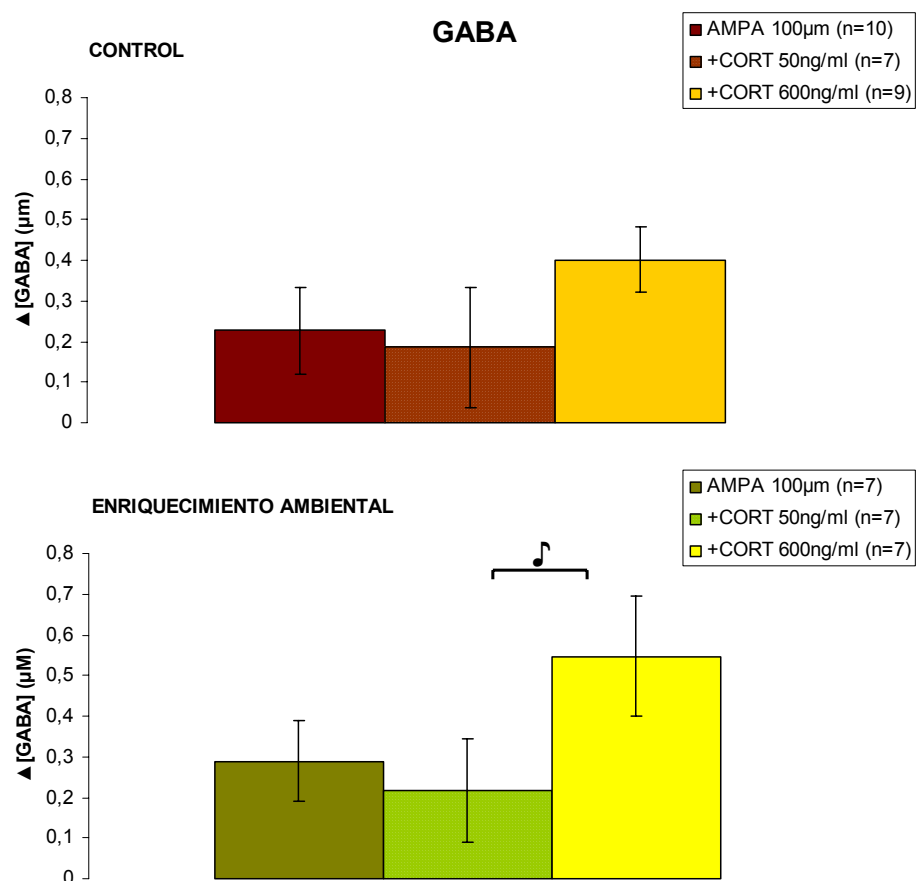 GABA
CONTROL
AMPA 100µm (n=10)
+CORT 50ng/ml (n=7)
+CORT 600ng/ml (n=9)
▲[GABA] (µm)
0,8
0,7
0,6
0,5
0,4
0,3
0,2
0,1
0
ENRIQUECIMIENTO AMBIENTAL
AMPA 100µm (n=7)
+CORT 50ng/ml (n=7)
+CORT 600ng/ml (n=7)
♪
▲[GABA] (µM)
0,8
0,7
0,6
0,5
0,4
0,3
0,2
0,1
0